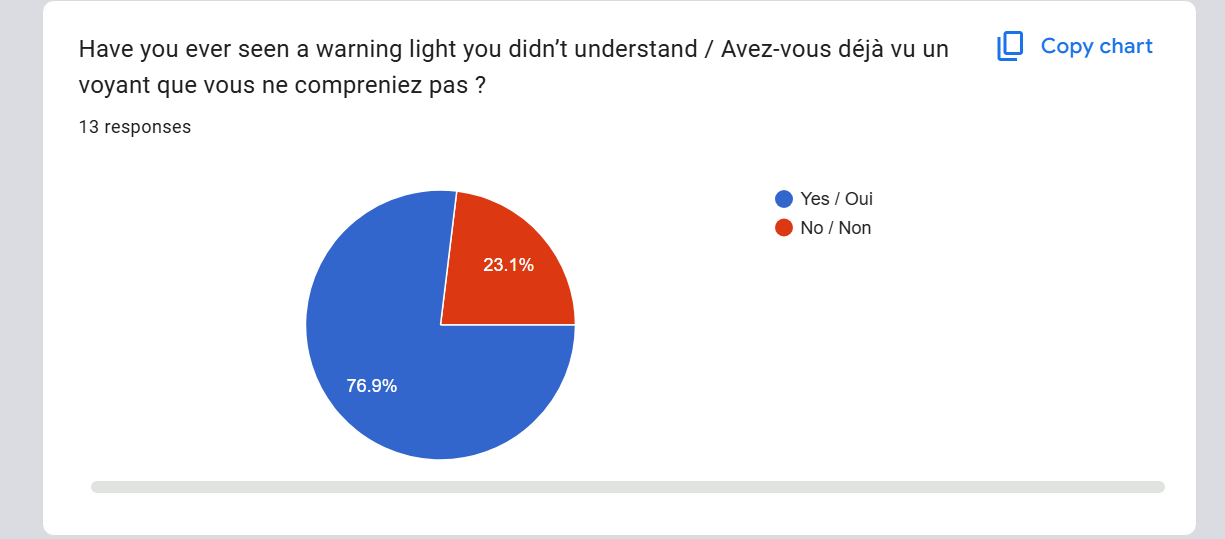 Have you ever seen a warning light you didn’t understand / Avez-vous déjà vu un
voyant que vous ne compreniez pas ?
Copy chart
13 responses
Yes / Oui
No / Non
23.1%
76.9%